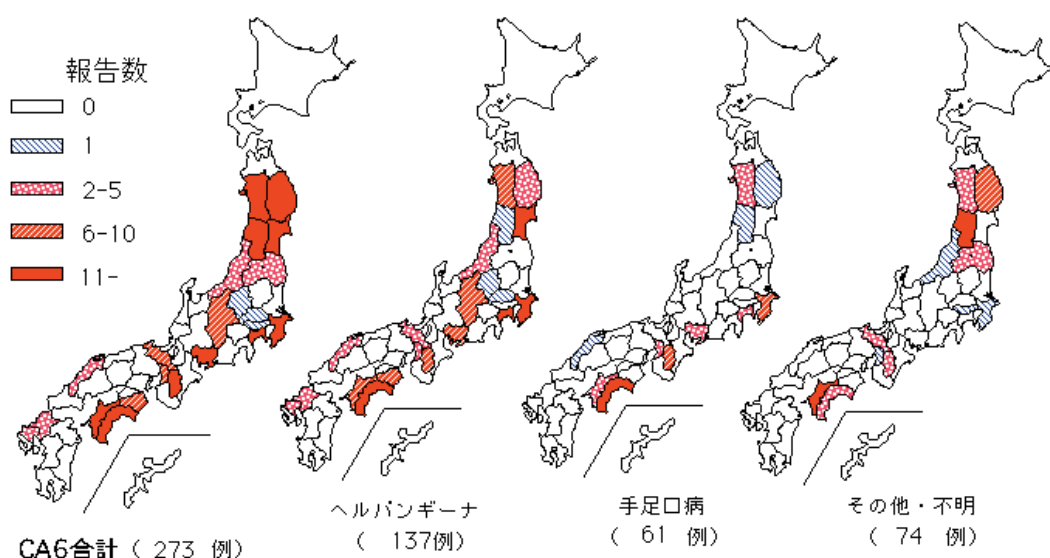 報告数
0
1
2-5
6-10
11-
CA6合計 ( 273 例)
ヘルパンギーナ
( 137例)
手足口病
( 61 例)
その他・不明
( 74 例)